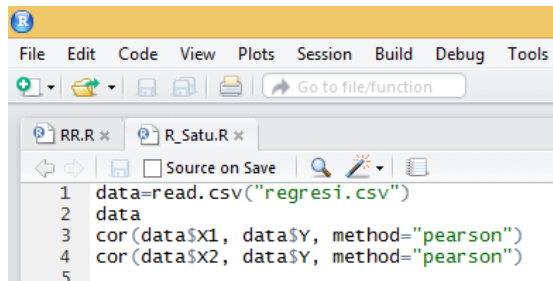 R
File Edit Code View Plots Session Build Debug Tools
Go to file/function
RR.R × R_Satu.R ×
Source on Save
1 data=read.csv("regresi.csv")
2 data
3 cor(data$X1, data$Y, method="pearson")
4 cor(data$X2, data$Y, method="pearson")
5